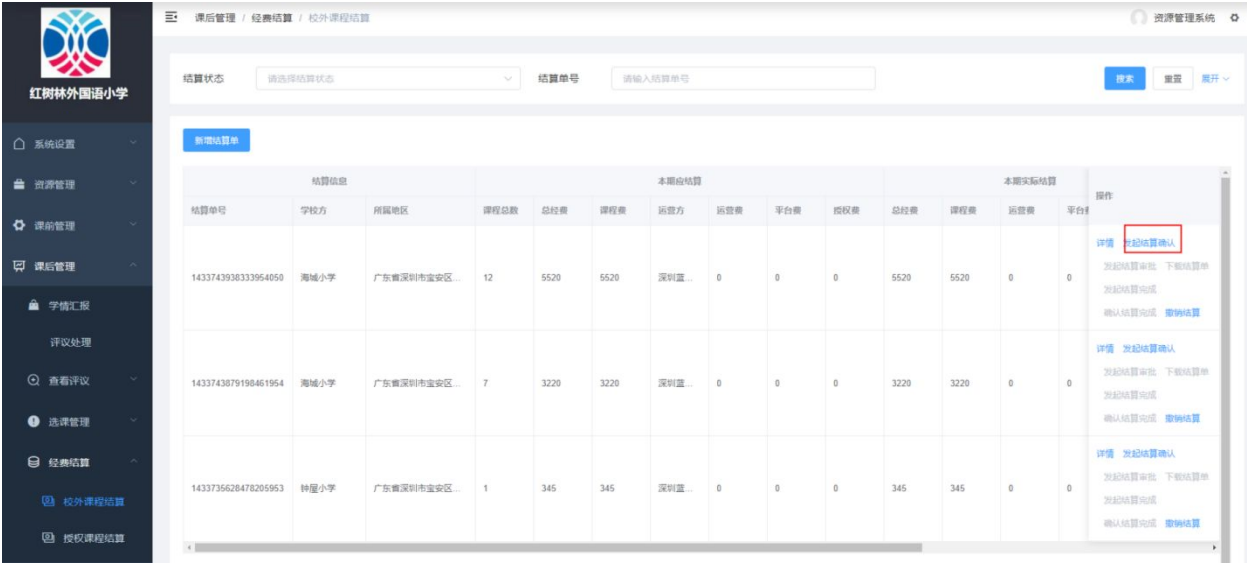 课后管理 / 经费结算 / 校外课程结算
资源管理系统
红树林外国语小学
结算状态 请选择结算状态 结算单号 请输入结算单号 搜索 重置 展开
系统设置
资源管理
课前管理
课后管理
学情汇报
评议处理
查看评议
选课管理
经费结算
校外课程结算
授权课程结算
新增结算单
结算信息 本期应结算 本期实际结算 操作
结算单号 学校方 所属地区 课程总数 总经费 课程费 运营方 运营费 平台费 授权费 总经费 课程费 运营费 平台
1433743938333954050 海城小学 广东省深圳市宝安区... 12 5520 5520 深圳蓝... 0 0 0 5520 5520 0 0
详情 发起结算确认
发起结算审批 下载结算单
发起结算完成
确认结算完成 撤销结算
1433743879198461954 海城小学 广东省深圳市宝安区... 7 3220 3220 深圳蓝... 0 0 0 3220 3220 0 0
详情 发起结算确认
发起结算审批 下载结算单
发起结算完成
确认结算完成 撤销结算
1433735628478205953 钟屋小学 广东省深圳市宝安区... 1 345 345 深圳蓝... 0 0 0 345 345 0 0
详情 发起结算确认
发起结算审批 下载结算单
发起结算完成
确认结算完成 撤销结算